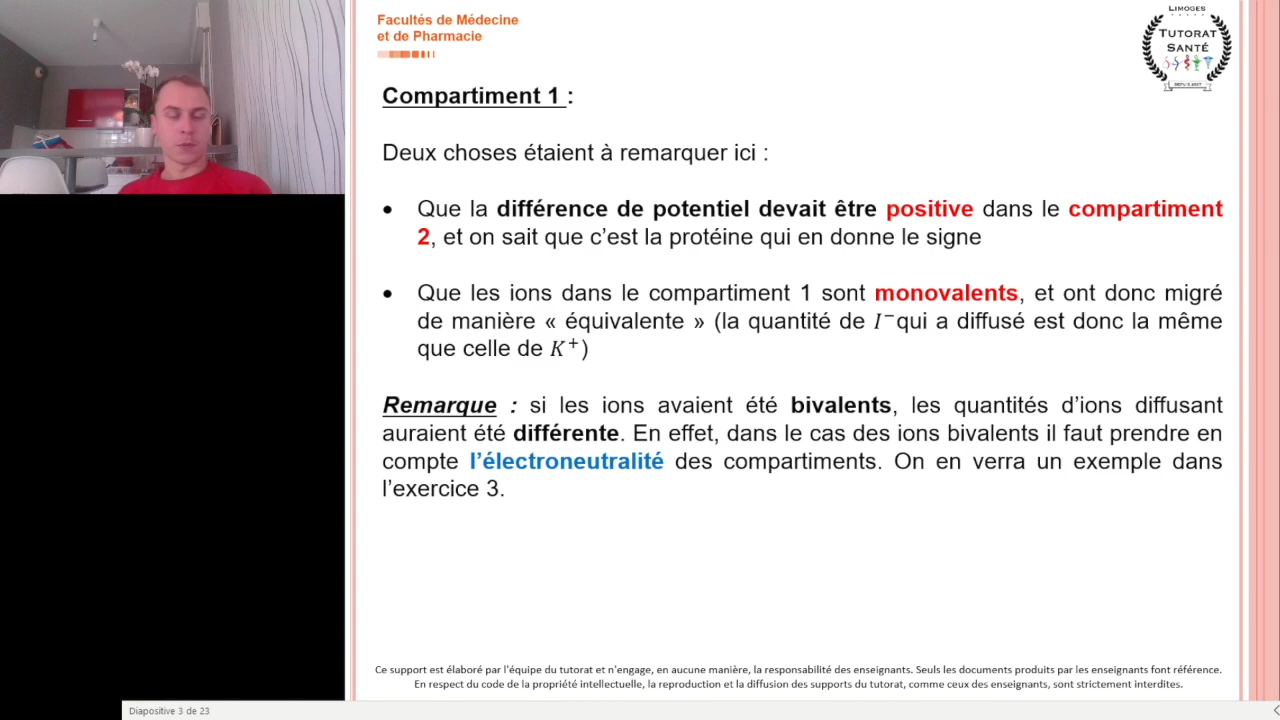 Facultés de Médecine
et de Pharmacie
LIMOGES
TUTORAT
SANTÉ
DEPUIS 2007
Compartiment 1 :
Deux choses étaient à remarquer ici :
• Que la différence de potentiel devait être positive dans le compartiment
2, et on sait que c’est la protéine qui en donne le signe
• Que les ions dans le compartiment 1 sont monovalents, et ont donc migré
de manière « équivalente » (la quantité de I⁻qui a diffusé est donc la même
que celle de K⁺)
Remarque : si les ions avaient été bivalents, les quantités d’ions diffusant
auraient été différente. En effet, dans le cas des ions bivalents il faut prendre en
compte l’électroneutralité des compartiments. On en verra un exemple dans
l’exercice 3.
Ce support est élaboré par l'équipe du tutorat et n'engage, en aucune manière, la responsabilité des enseignants. Seuls les documents produits par les enseignants font référence.
En respect du code de la propriété intellectuelle, la reproduction et la diffusion des supports du tutorat, comme ceux des enseignants, sont strictement interdites.
Diapositive 3 de 23